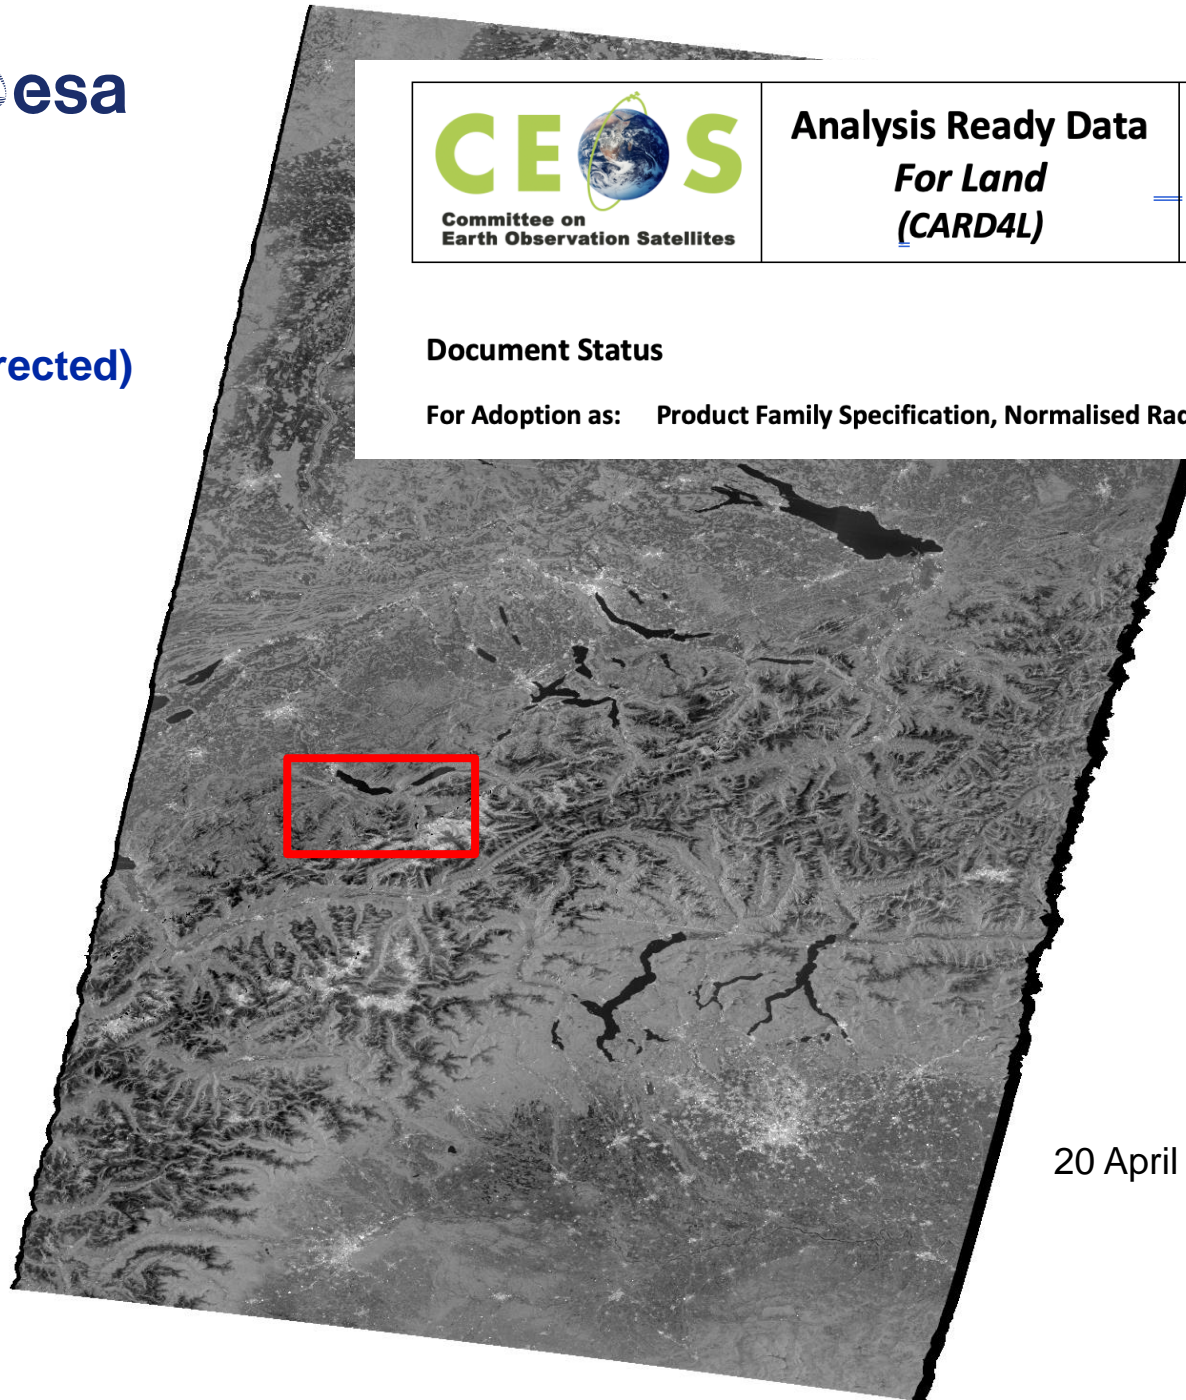 esa
CEOS
Committee on
Earth Observation Satellites
Analysis Ready Data
For Land
(CARD4L)
rected)
Document Status
For Adoption as: Product Family Specification, Normalised Rad
20 April